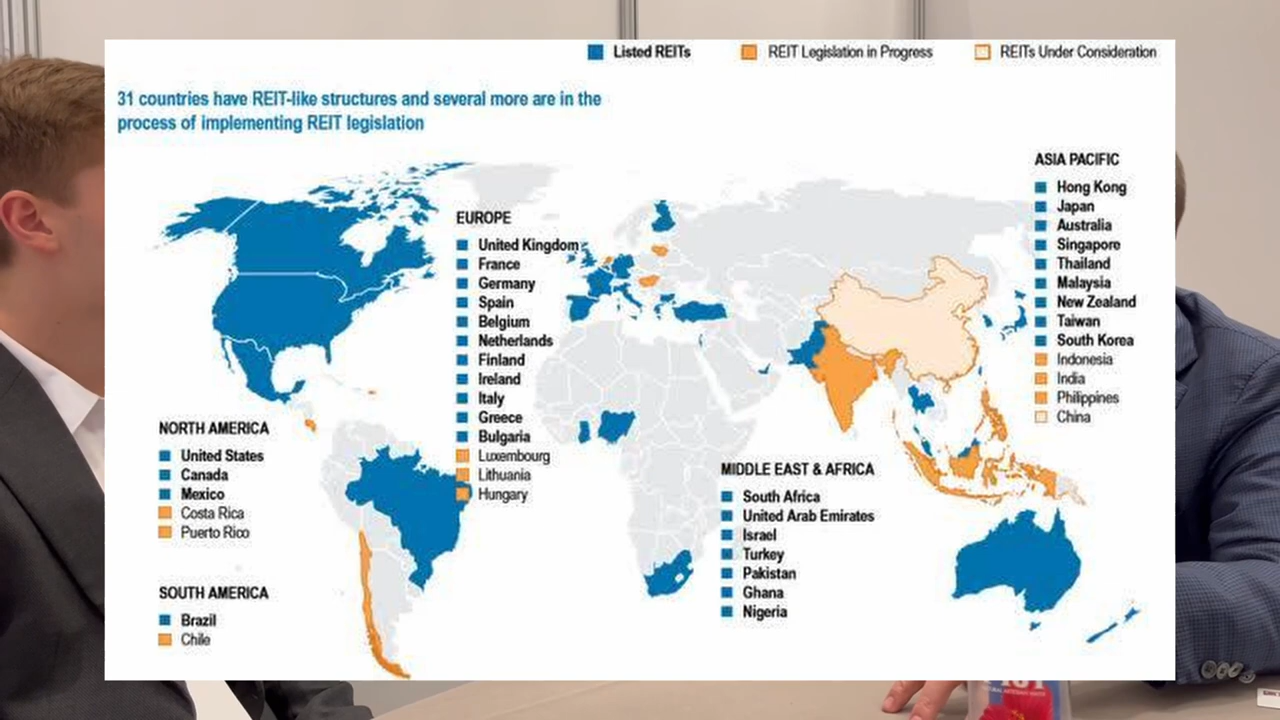 Listed REITs
REIT Legislation in Progress
REITs Under Consideration
31 countries have REIT-like structures and several more are in the
process of implementing REIT legislation
NORTH AMERICA
United States
Canada
Mexico
Costa Rica
Puerto Rico
SOUTH AMERICA
Brazil
Chile
EUROPE
United Kingdom
France
Germany
Spain
Belgium
Netherlands
Finland
Ireland
Italy
Greece
Bulgaria
Luxembourg
Lithuania
Hungary
MIDDLE EAST & AFRICA
South Africa
United Arab Emirates
Israel
Turkey
Pakistan
Ghana
Nigeria
ASIA PACIFIC
Hong Kong
Japan
Australia
Singapore
Thailand
Malaysia
New Zealand
Taiwan
South Korea
Indonesia
India
Philippines
China